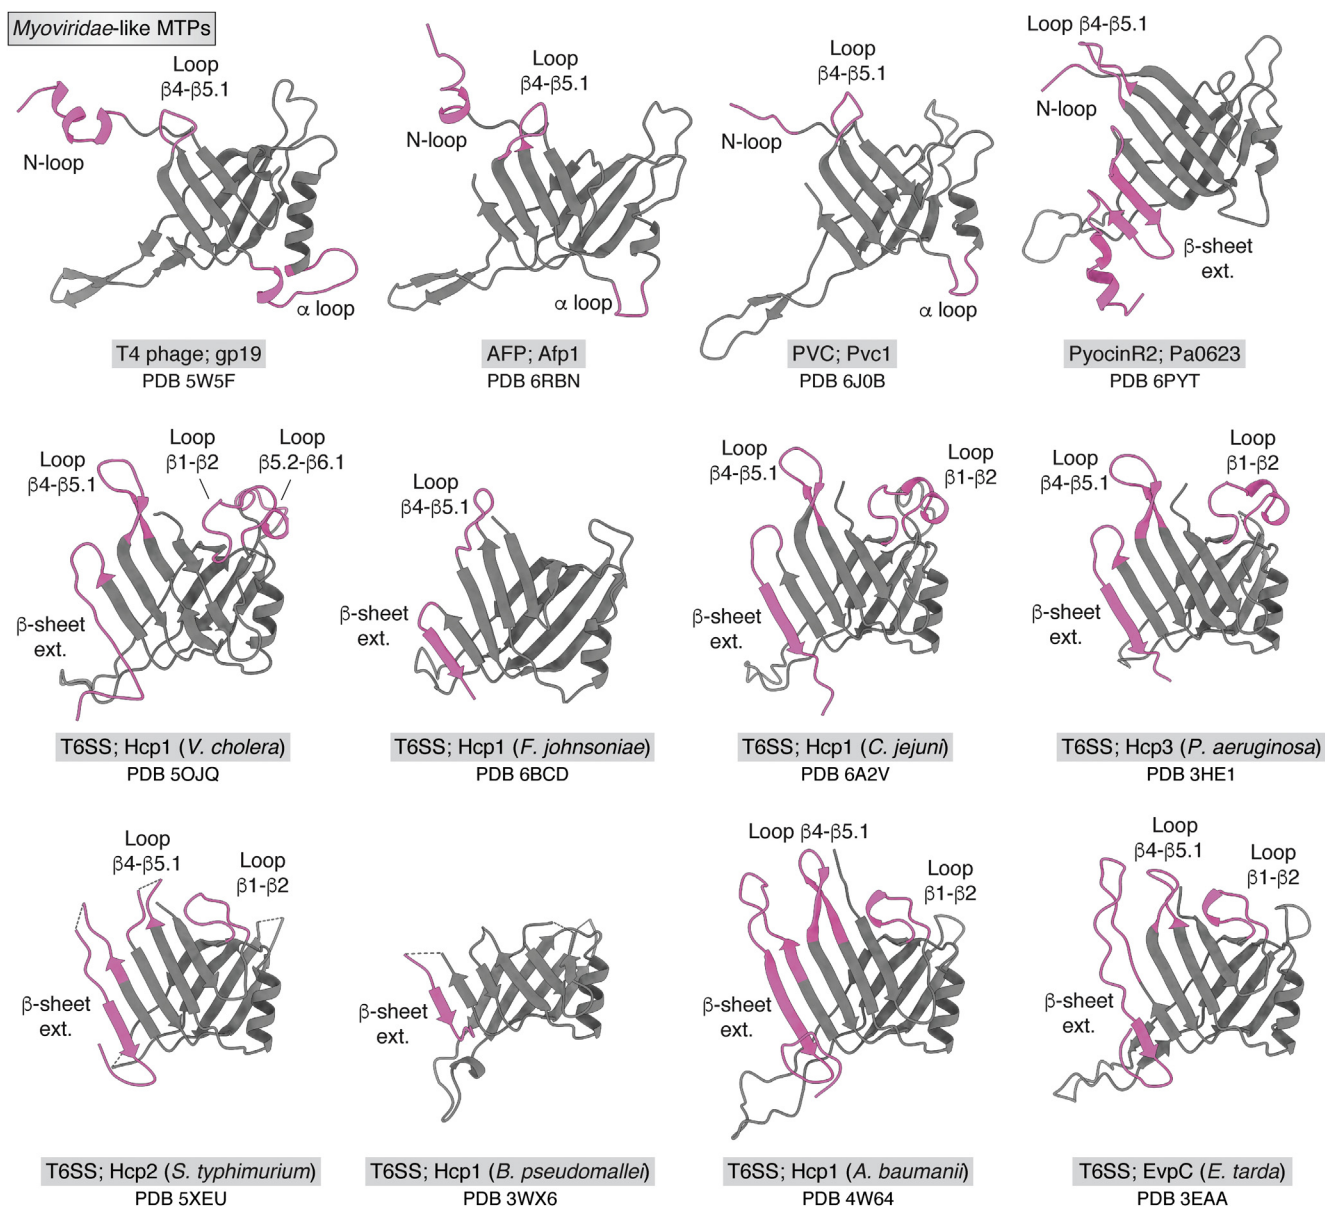 Myoviridae-like MTPs
Loop
β4-β5.1
N-loop
α loop
T4 phage; gp19
PDB 5W5F
Loop
β4-β5.1
N-loop
α loop
AFP; Afp1
PDB 6RBN
Loop
β4-β5.1
N-loop
α loop
PVC; Pvc1
PDB 6J0B
Loop β4-β5.1
N-loop
β-sheet
ext.
PyocinR2; Pa0623
PDB 6PYT
Loop
β4-β5.1
Loop
β1-β2
Loop
β5.2-β6.1
β-sheet
ext.
T6SS; Hcp1 (V. cholera)
PDB 5OJQ
Loop
β4-β5.1
β-sheet
ext.
T6SS; Hcp1 (F. johnsoniae)
PDB 6BCD
Loop
β4-β5.1
Loop
β1-β2
β-sheet
ext.
T6SS; Hcp1 (C. jejuni)
PDB 6A2V
Loop
β4-β5.1
Loop
β1-β2
β-sheet
ext.
T6SS; Hcp3 (P. aeruginosa)
PDB 3HE1
Loop
β4-β5.1
Loop
β1-β2
β-sheet
ext.
T6SS; Hcp2 (S. typhimurium)
PDB 5XEU
β-sheet
ext.
T6SS; Hcp1 (B. pseudomallei)
PDB 3WX6
Loop β4-β5.1
Loop
β1-β2
β-sheet
ext.
T6SS; Hcp1 (A. baumanii)
PDB 4W64
Loop
β4-β5.1
Loop
β1-β2
β-sheet
ext.
T6SS; EvpC (E. tarda)
PDB 3EAA